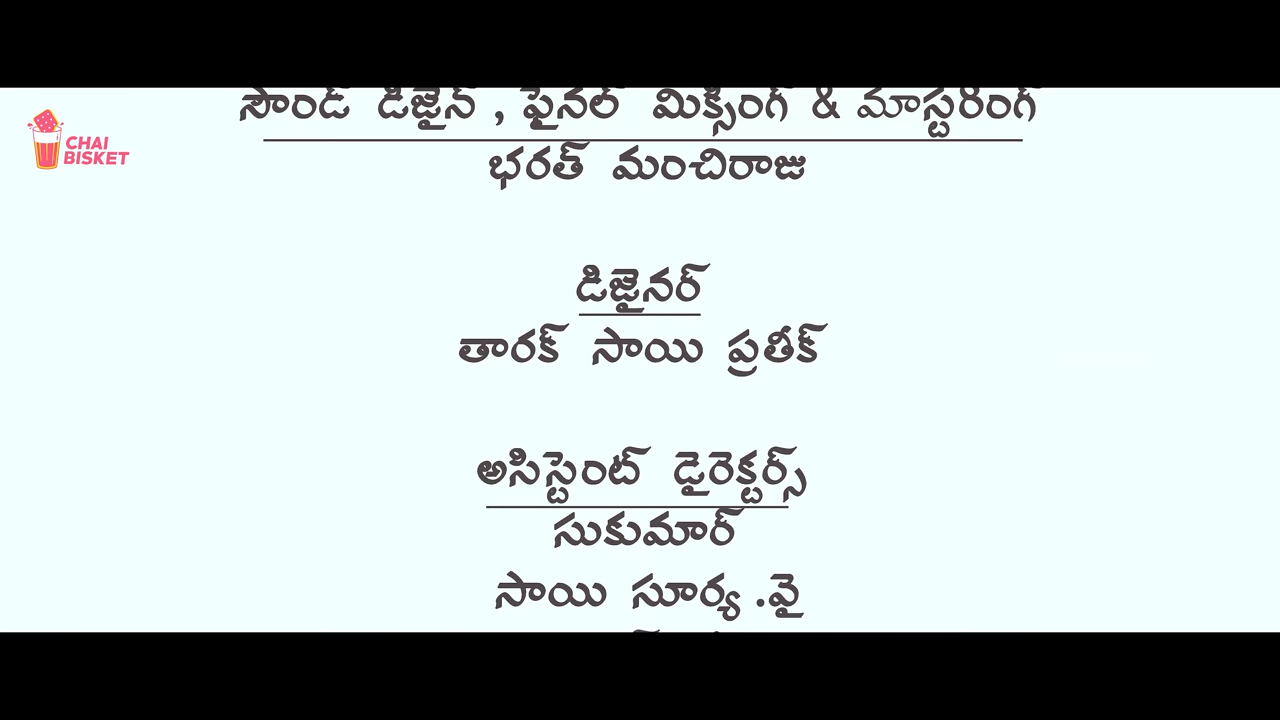 సౌండ్ డిజైన్ , ఫైనల్ మిక్సింగ్ & మాస్టరింగ్
CHAI
BISKET
భరత్ మంచిరాజు
డిజైనర్
తారక్ సాయి ప్రతీక్
అసిస్టెంట్ డైరెక్టర్స్
సుకుమార్
సాయి సూర్య .వై